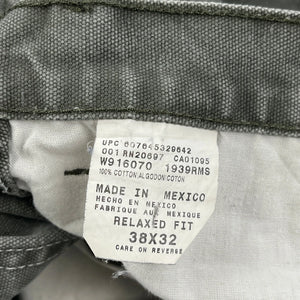 UPC 607645329642
001 RN20697 CA01095
W916070 1939RMS
100% COTTON/ALGODON/COTON
MADE IN MEXICO
HECHO EN MEXICO
FABRIQUE AU MEXIQUE
RELAXED FIT
38X32
CARE ON REVERSE